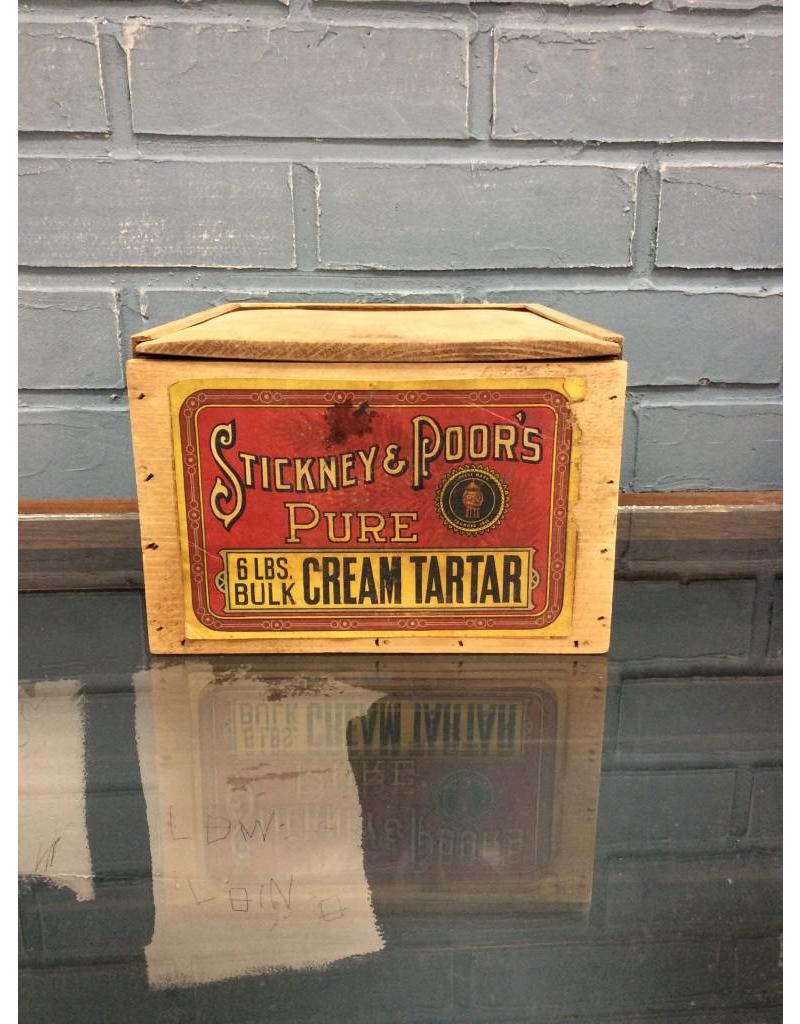 STICKNEY & POOR'S
PURE
6 LBS.
BULK
CREAM TARTAR